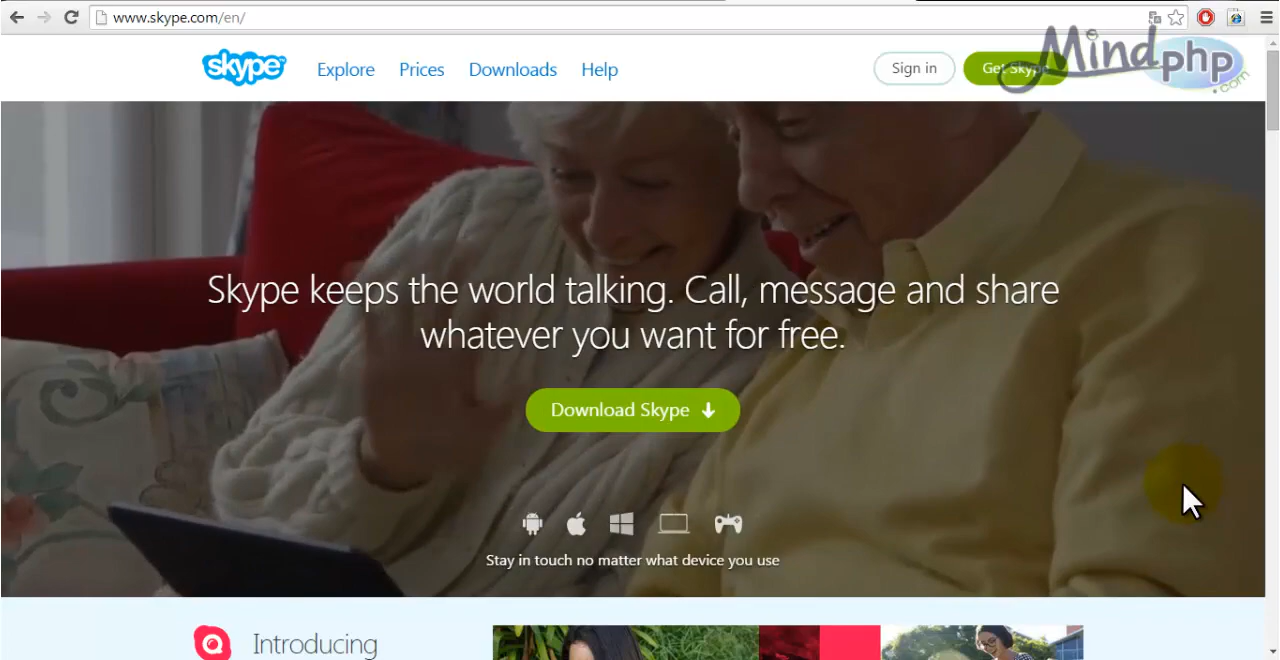 www.skype.com/en/
skype
Explore
Prices
Downloads
Help
Sign in
Get Skype
Mindphp
.com
Skype keeps the world talking. Call, message and share
whatever you want for free.
Download Skype
Stay in touch no matter what device you use
Introducing